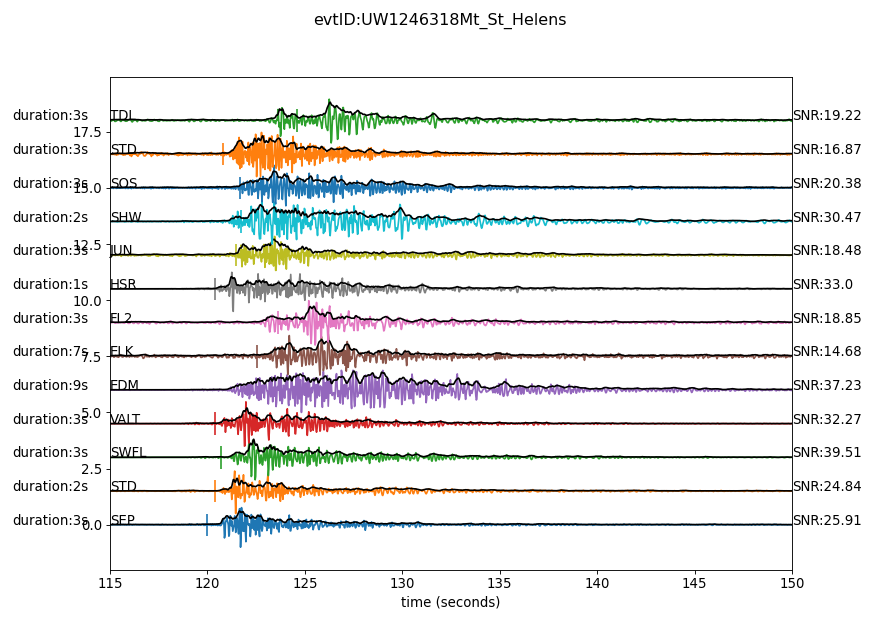 evtID:UW1246318Mt_St_Helens
duration:3s TDL SNR:19.22
17.5
duration:3s STD SNR:16.87
duration:3s SOS SNR:20.38
15.0
duration:2s SHW SNR:30.47
12.5
duration:3s JUN SNR:18.48
duration:1s HSR SNR:33.0
10.0
duration:3s FL2 SNR:18.85
duration:7s ELK SNR:14.68
7.5
duration:9s EDM SNR:37.23
5.0
duration:3s VALT SNR:32.27
duration:3s SWFL SNR:39.51
2.5
duration:2s STD SNR:24.84
duration:3s SEP SNR:25.91
0.0
115 120 125 130 135 140 145 150
time (seconds)